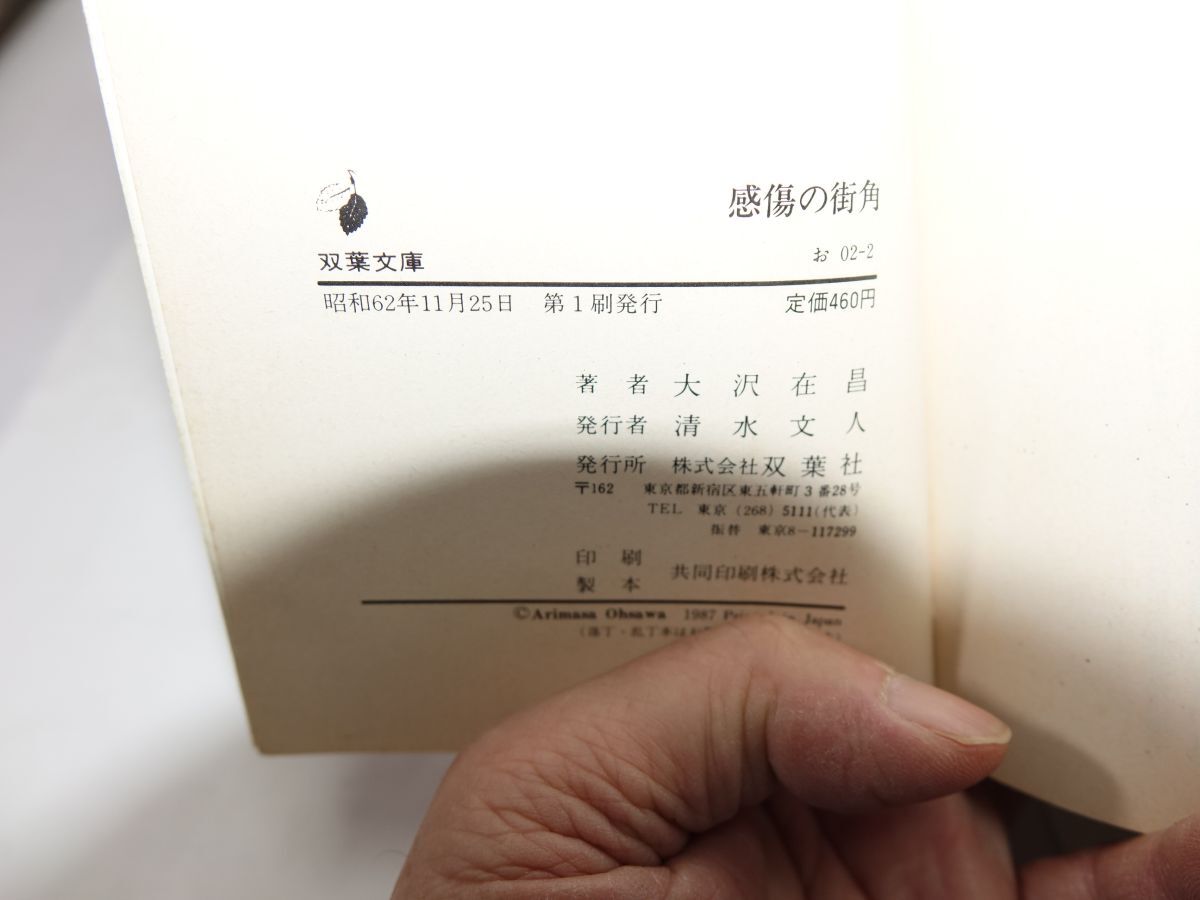 感傷の街角
双葉文庫
お 02-2
昭和62年11月25日 第1刷発行 定価460円
著者 大沢在昌
発行者 清水文人
発行所 株式会社双葉社
〒162 東京都新宿区東五軒町3番28号
TEL 東京(268)5111(代表)
振替 東京8-117299
印刷
製本 共同印刷株式会社
©Arimasa Ohsawa 1987 Japan